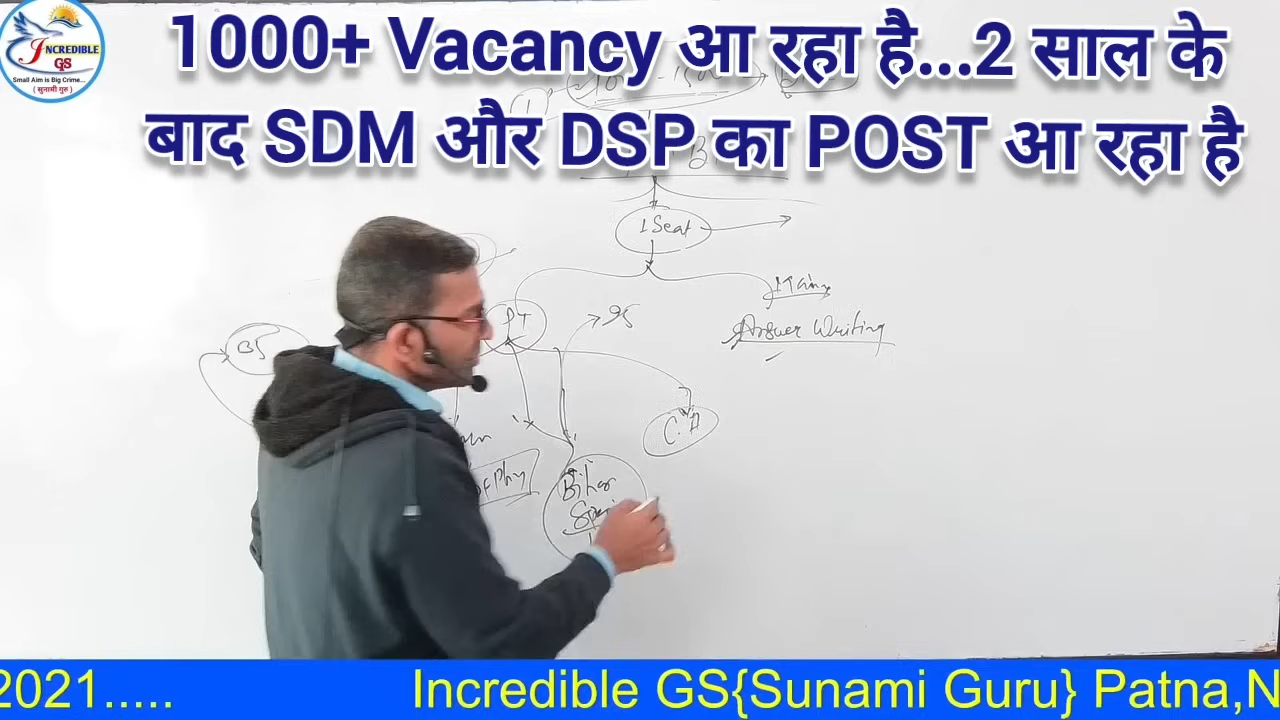 1000+ Vacancy आ रहा है...2 साल के
बाद SDM और DSP का POST आ रहा है
INCREDIBLE
GS
Small Aim is Big Crime...
( सुनामी गुरु )
1 Seat
PT
Mains
Answer Writing
C.A
Bihar
2021.....
Incredible GS{Sunami Guru} Patna,N